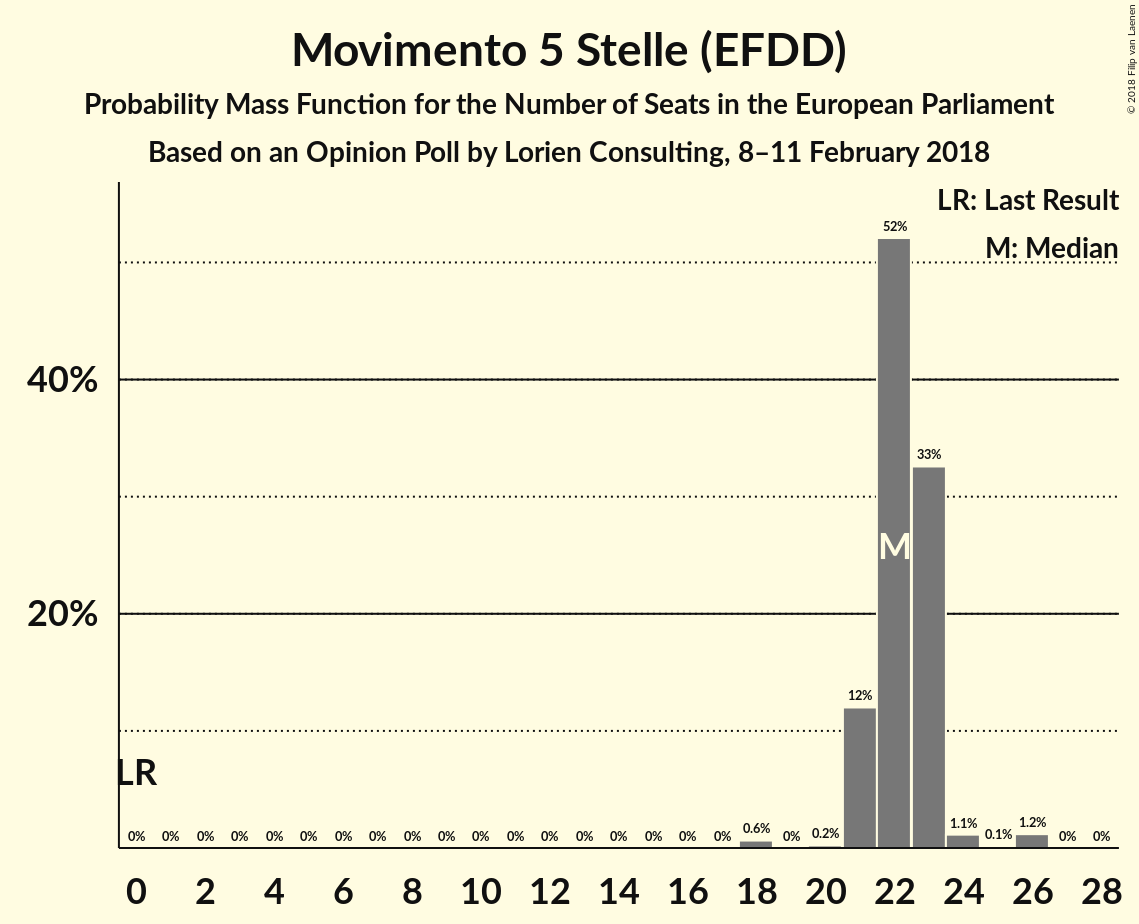 Movimento 5 Stelle (EFDD)
Probability Mass Function for the Number of Seats in the European Parliament
Based on an Opinion Poll by Lorien Consulting, 8–11 February 2018
© 2018 Filip van Laenen
LR: Last Result
M: Median
52%
40%
33%
M
20%
12%
LR
0% 0% 0% 0% 0% 0% 0% 0% 0% 0% 0% 0% 0% 0% 0% 0% 0% 0% 0.6% 0% 0.2% 1.1% 0.1% 1.2% 0% 0%
0 2 4 6 8 10 12 14 16 18 20 22 24 26 28